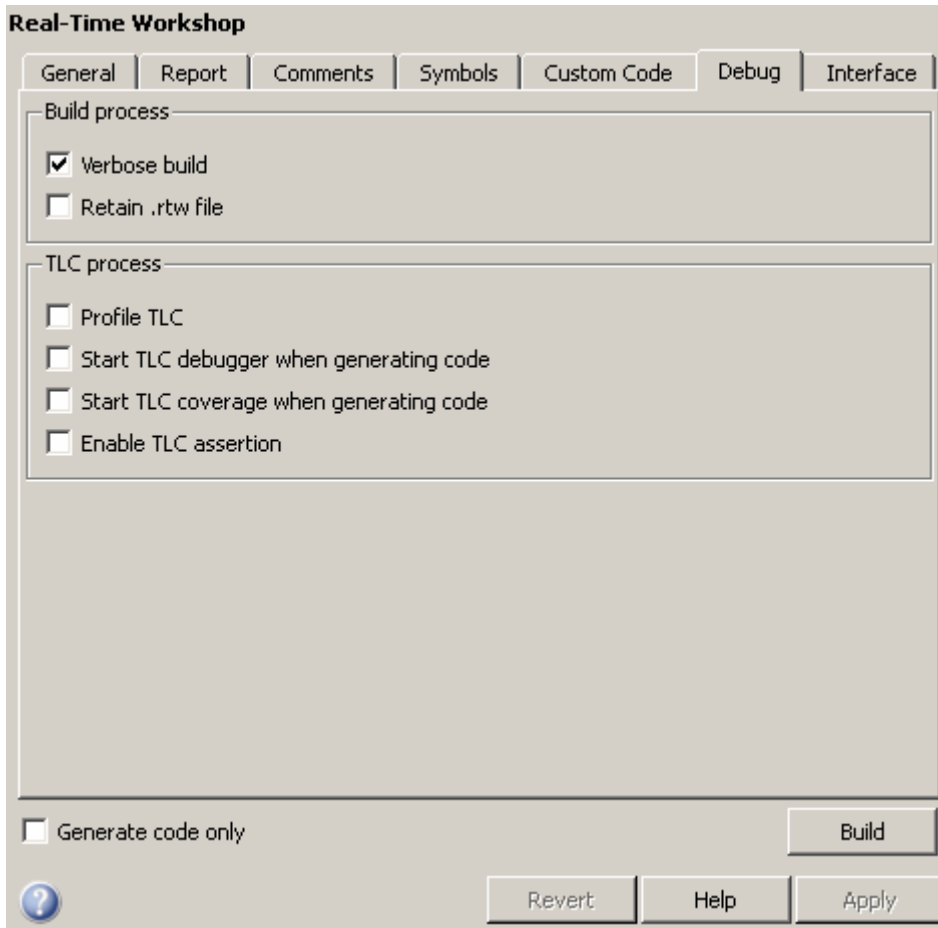 Real-Time Workshop
General Report Comments Symbols Custom Code Debug Interface
Build process
Verbose build
Retain .rtw file
TLC process
Profile TLC
Start TLC debugger when generating code
Start TLC coverage when generating code
Enable TLC assertion
Generate code only Build
? Revert Help Apply